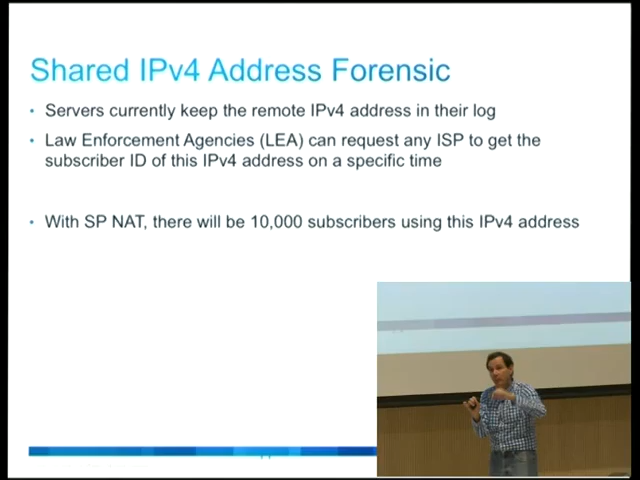 Shared IPv4 Address Forensic
• Servers currently keep the remote IPv4 address in their log
• Law Enforcement Agencies (LEA) can request any ISP to get the
subscriber ID of this IPv4 address on a specific time
• With SP NAT, there will be 10,000 subscribers using this IPv4 address